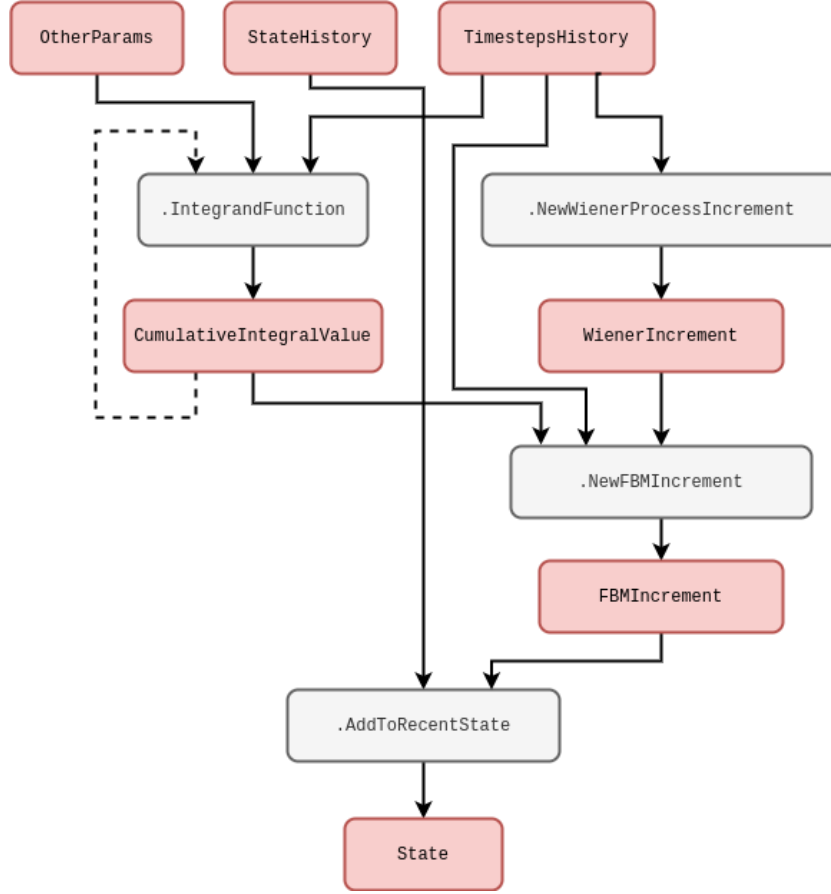 OtherParams
StateHistory
TimestepsHistory
.IntegrandFunction
.NewWienerProcessIncrement
CumulativeIntegralValue
WienerIncrement
.NewFBMIncrement
FBMIncrement
.AddToRecentState
State